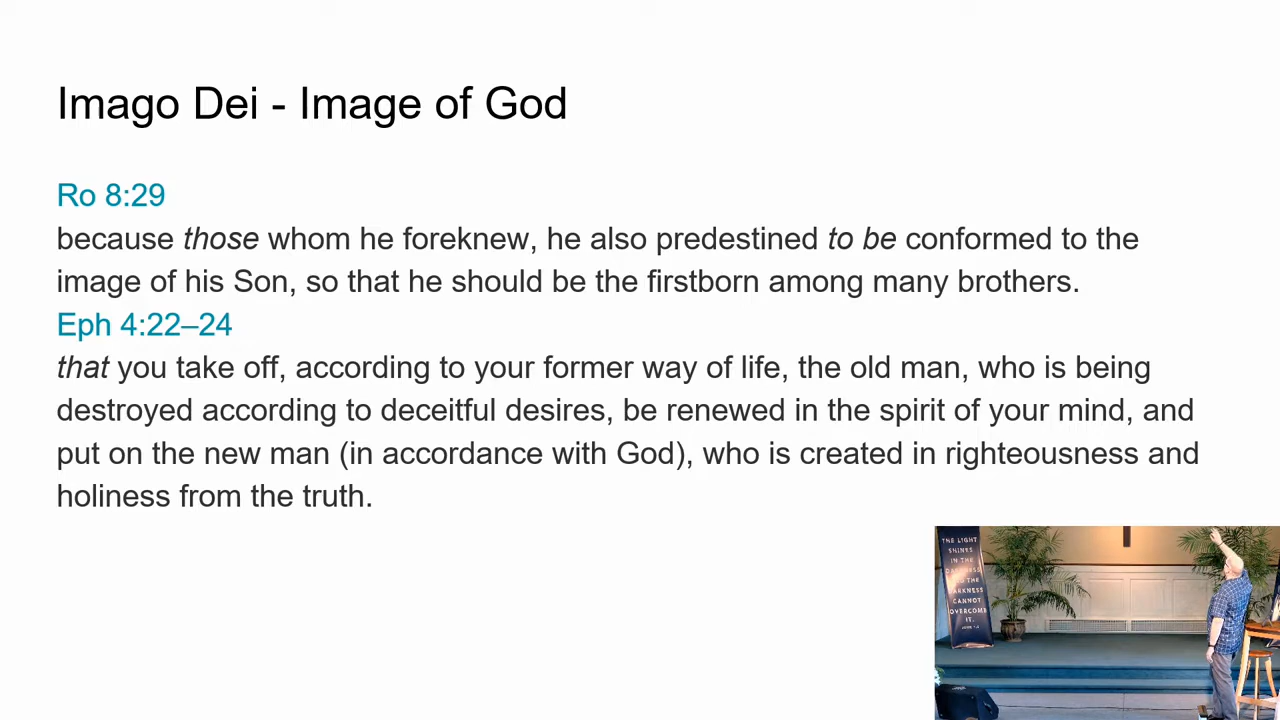 Imago Dei - Image of God
Ro 8:29
because those whom he foreknew, he also predestined to be conformed to the
image of his Son, so that he should be the firstborn among many brothers.
Eph 4:22–24
that you take off, according to your former way of life, the old man, who is being
destroyed according to deceitful desires, be renewed in the spirit of your mind, and
put on the new man (in accordance with God), who is created in righteousness and
holiness from the truth.
THE LIGHT
SHINES
IN THE
THE
DARKNESS
CANNOT
OVERCOME
IT.